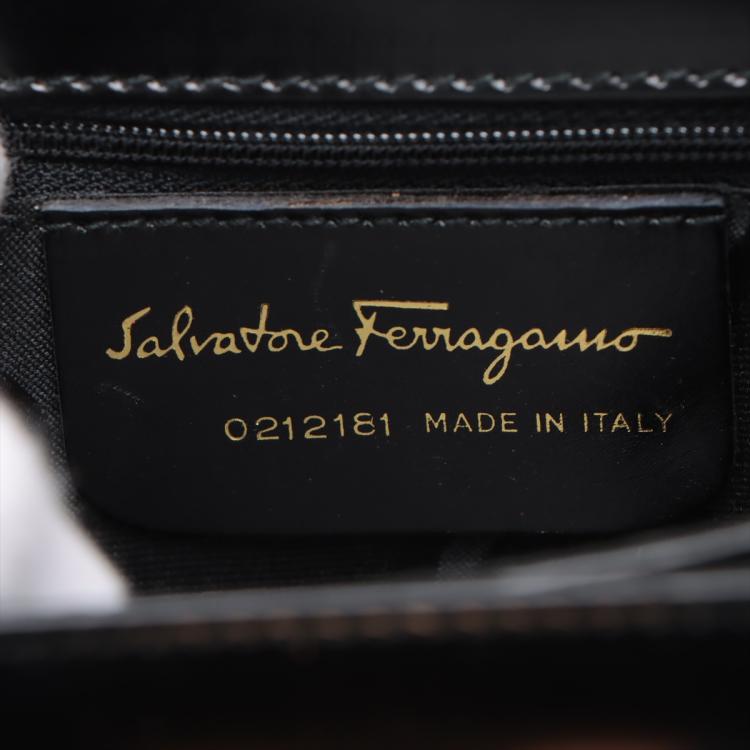 Salvatore Ferragamo
0212181 MADE IN ITALY